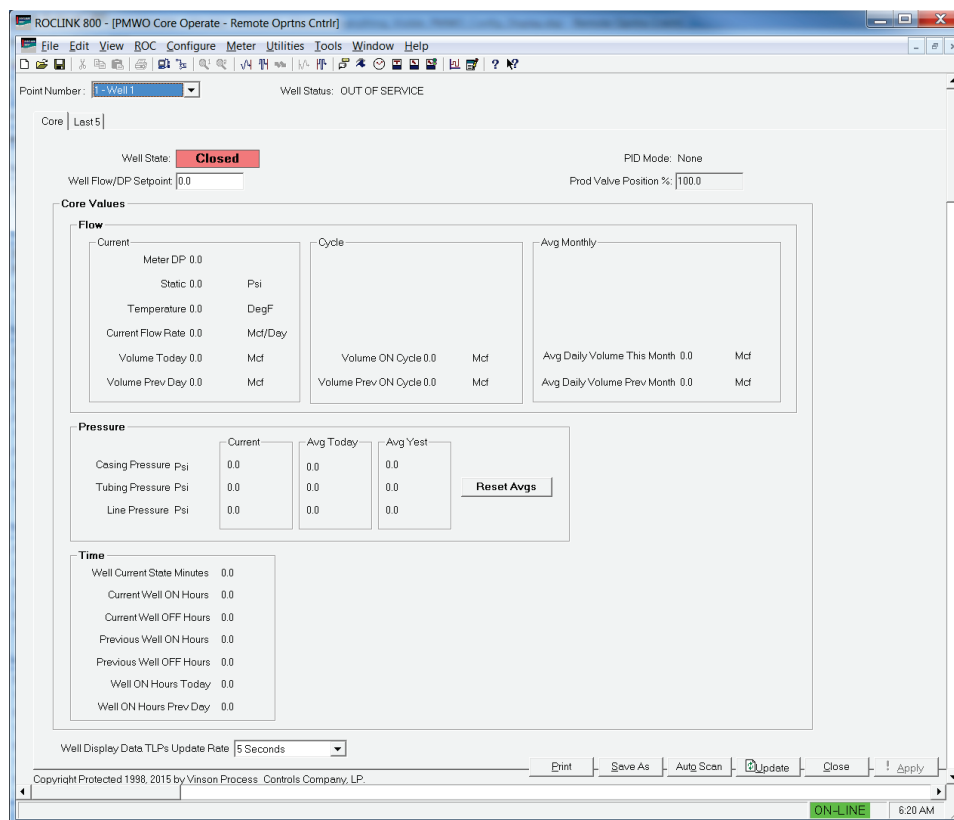 ROCLINK 800 - [PMWO Core Operate - Remote Oprtns Cntrlr]
File Edit View ROC Configure Meter Utilities Tools Window Help
Point Number: 1 - Well 1 Well Status: OUT OF SERVICE
Core Last 5
Well State: Closed PID Mode: None
Well Flow/DP Setpoint 0.0 Prod Valve Position %: 100.0
Core Values
Flow
Current Cycle Avg Monthly
Meter DP 0.0
Static 0.0 Psi
Temperature 0.0 DegF
Current Flow Rate 0.0 Mcf/Day
Volume Today 0.0 Mcf Volume ON Cycle 0.0 Mcf Avg Daily Volume This Month 0.0 Mcf
Volume Prev Day 0.0 Mcf Volume Prev ON Cycle 0.0 Mcf Avg Daily Volume Prev Month 0.0 Mcf
Pressure
Current Avg Today Avg Yest
Casing Pressure Psi 0.0 0.0 0.0
Tubing Pressure Psi 0.0 0.0 0.0 Reset Avgs
Line Pressure Psi 0.0 0.0 0.0
Time
Well Current State Minutes 0.0
Current Well ON Hours 0.0
Current Well OFF Hours 0.0
Previous Well ON Hours 0.0
Previous Well OFF Hours 0.0
Well ON Hours Today 0.0
Well ON Hours Prev Day 0.0
Well Display Data TLPs Update Rate 5 Seconds
Print Save As Auto Scan Update Close ! Apply
Copyright Protected 1998, 2015 by Vinson Process Controls Company, LP.
ON-LINE 6:20 AM